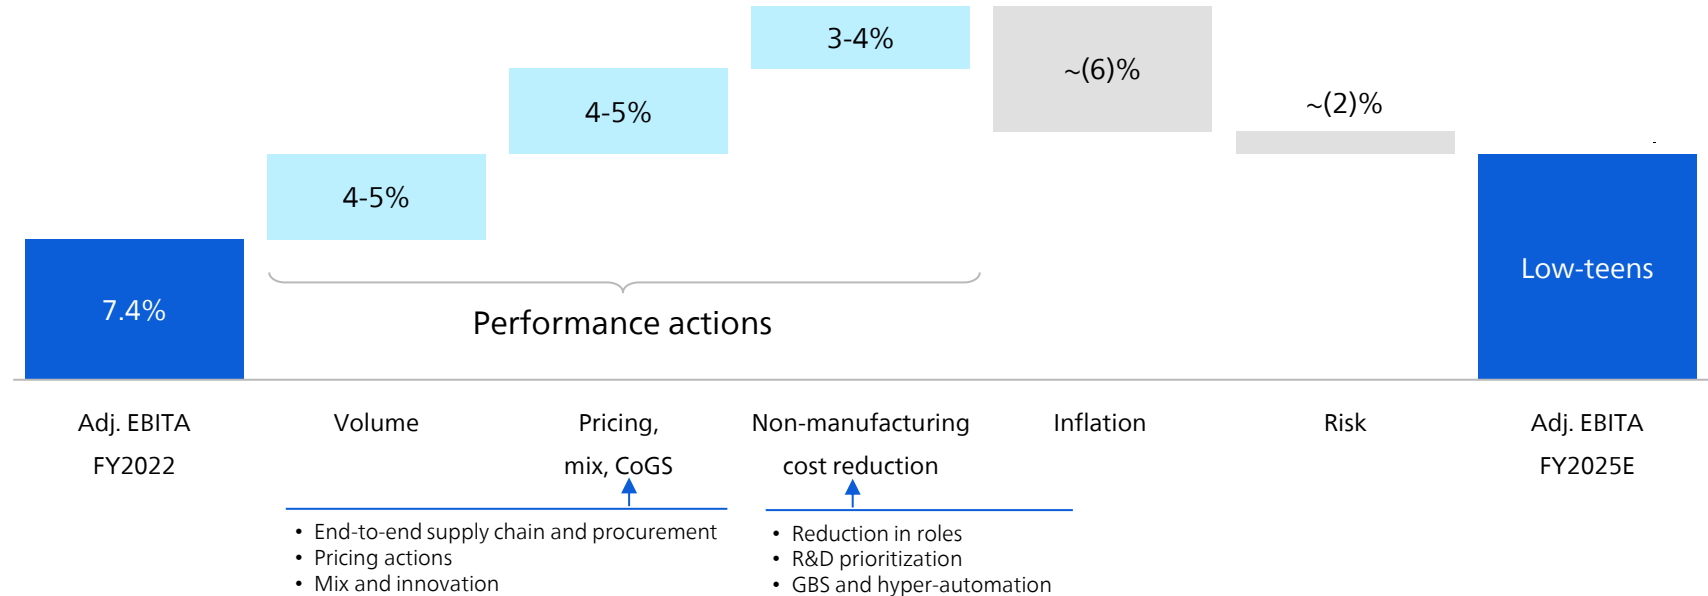 3-4%
~(6)%
4-5%
~(2)%
4-5%
Low-teens
7.4%
Performance actions
Adj. EBITA
FY2022
Volume
Pricing,
mix, CoGS
Non-manufacturing
cost reduction
Inflation
Risk
Adj. EBITA
FY2025E
• End-to-end supply chain and procurement
• Pricing actions
• Mix and innovation
• Reduction in roles
• R&D prioritization
• GBS and hyper-automation